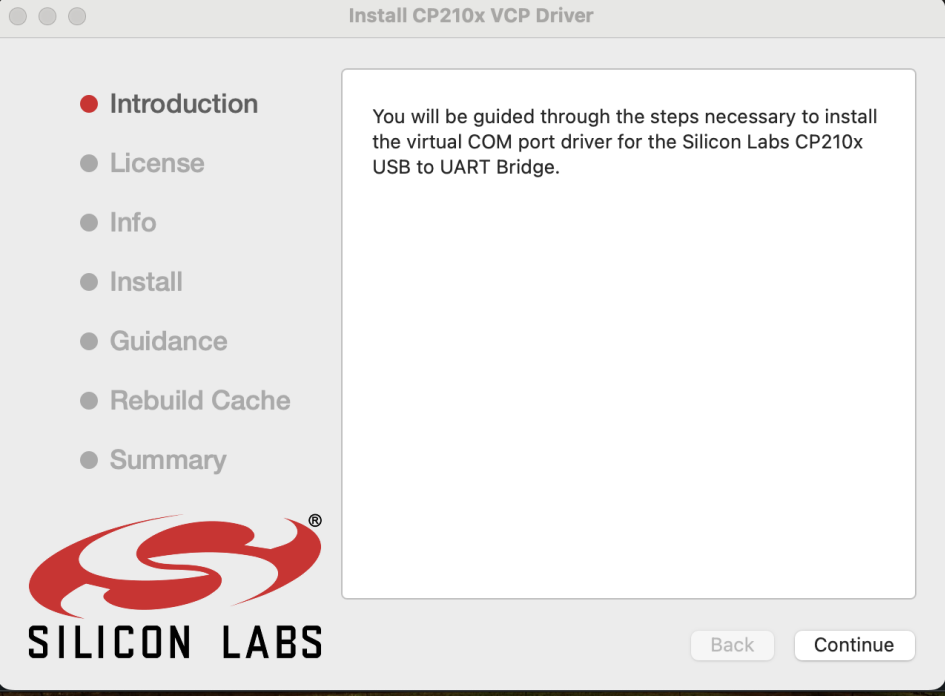 Install CP210x VCP Driver
Introduction
License
Info
Install
Guidance
Rebuild Cache
Summary
You will be guided through the steps necessary to install
the virtual COM port driver for the Silicon Labs CP210x
USB to UART Bridge.
®
SILICON LABS
Back
Continue